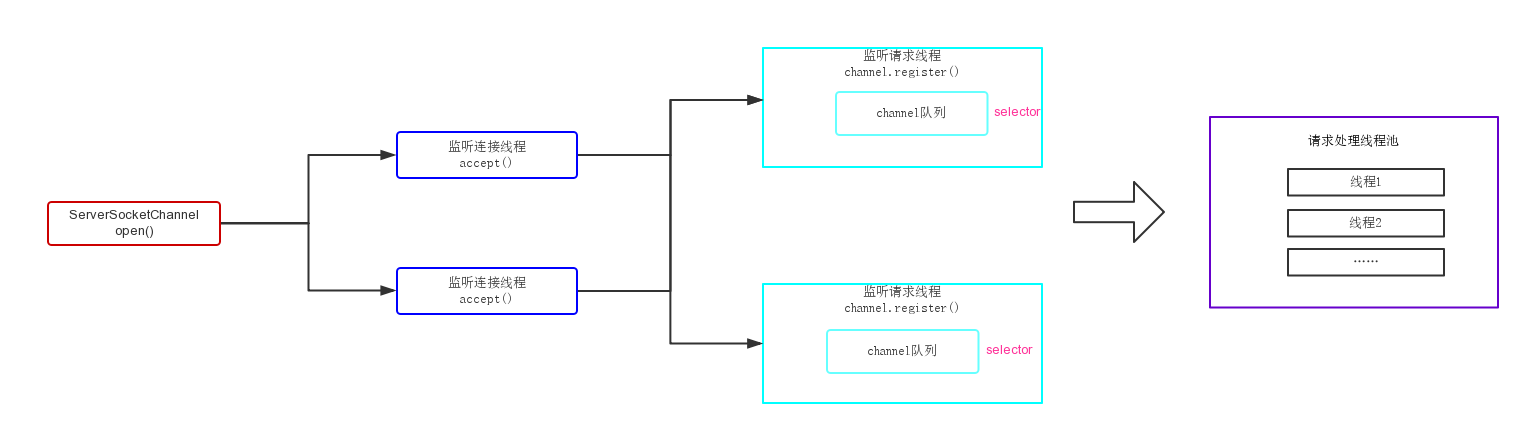 ServerSocketChannel
open()
监听连接线程
accept()
监听连接线程
accept()
监听请求线程
channel.register()
channel队列
selector
监听请求线程
channel.register()
channel队列
selector
请求处理线程池
线程1
线程2
……